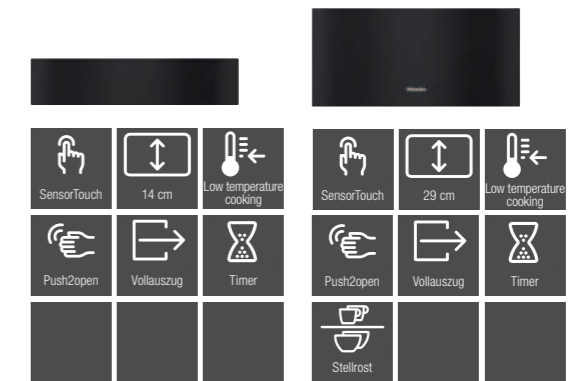 Miele
SensorTouch
14 cm
Low temperature
cooking
Push2open
Vollauszug
Timer
SensorTouch
29 cm
Low temperature
cooking
Push2open
Vollauszug
Timer
Stellrost